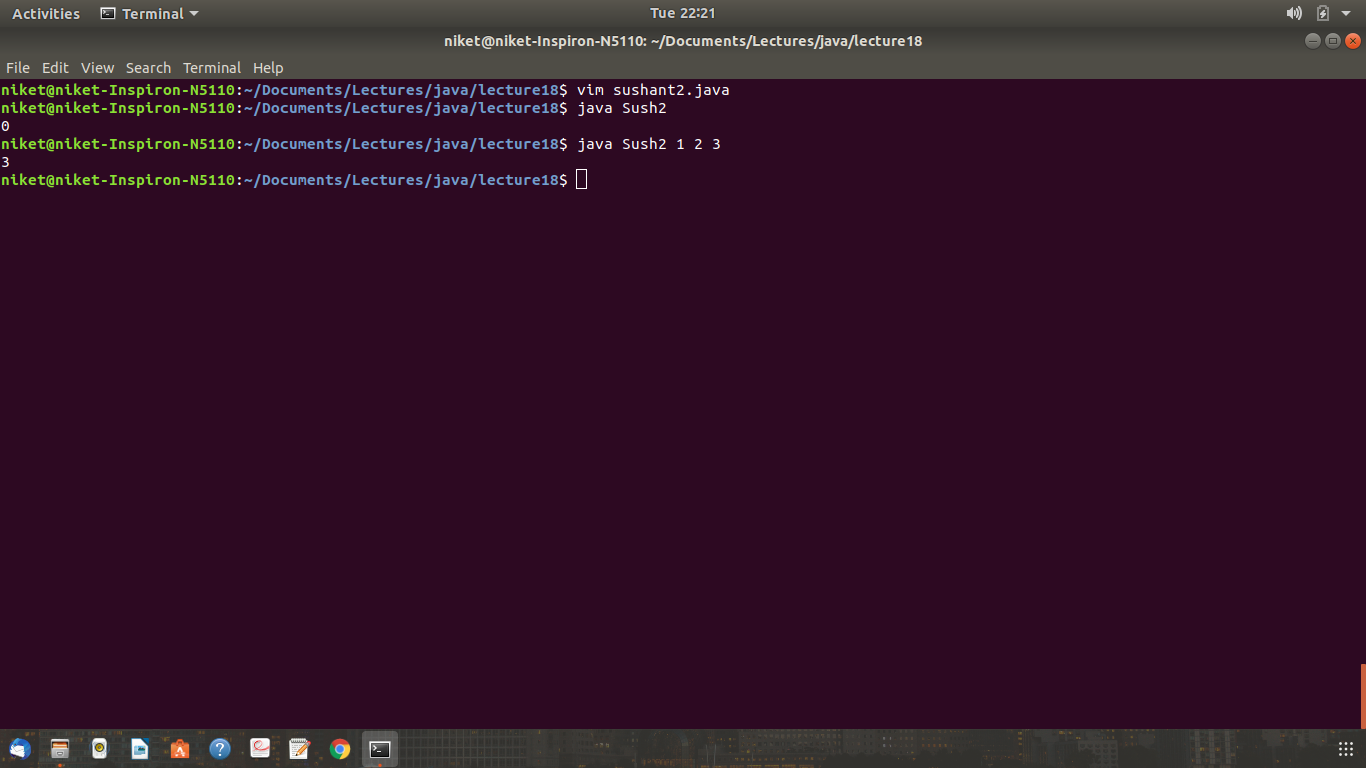 Activities Terminal Tue 22:21
niket@niket-Inspiron-N5110: ~/Documents/Lectures/java/lecture18
File Edit View Search Terminal Help
niket@niket-Inspiron-N5110:~/Documents/Lectures/java/lecture18$ vim sushant2.java
niket@niket-Inspiron-N5110:~/Documents/Lectures/java/lecture18$ java Sush2
0
niket@niket-Inspiron-N5110:~/Documents/Lectures/java/lecture18$ java Sush2 1 2 3
3
niket@niket-Inspiron-N5110:~/Documents/Lectures/java/lecture18$